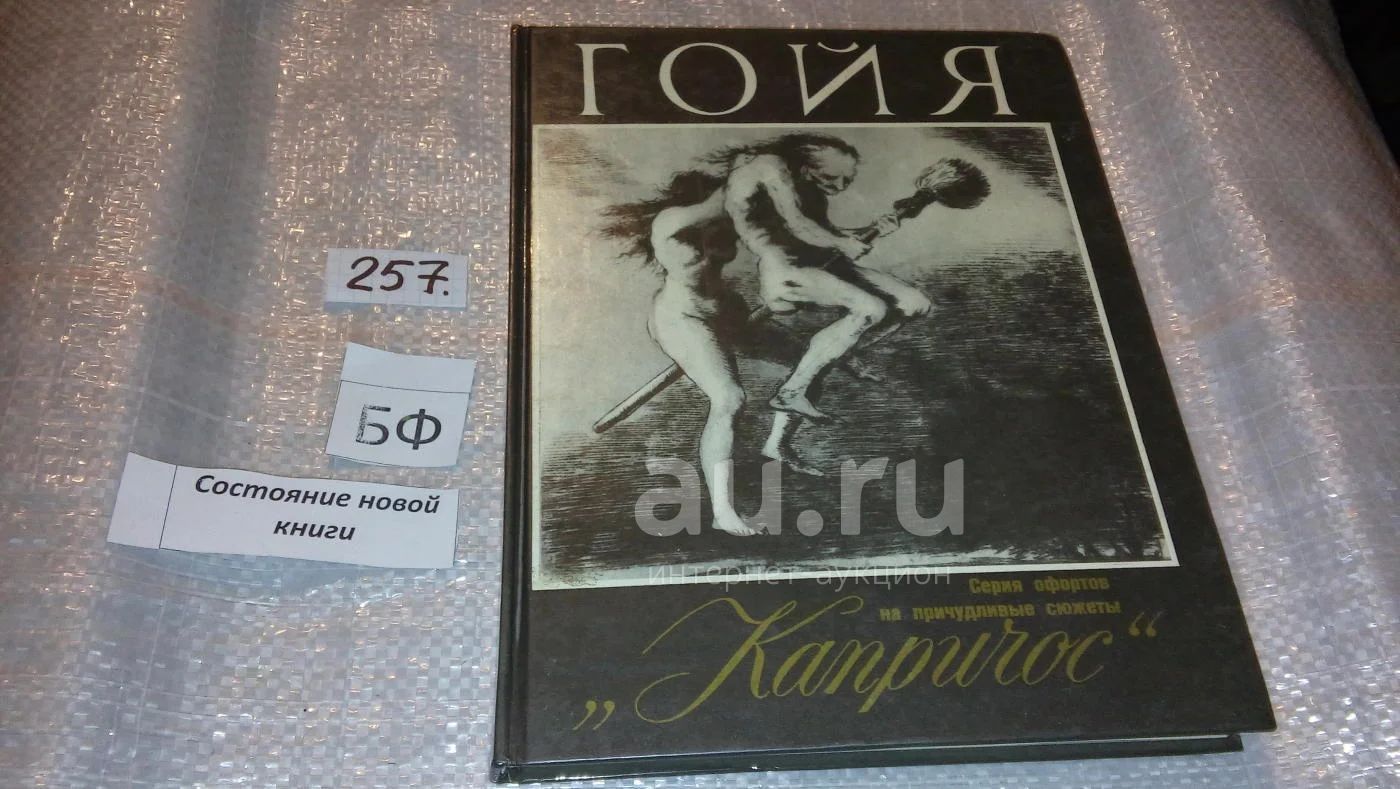 ГОЙЯ
257.
БФ
Состояние новой
книги
au.ru
интернет-аукцион
Серия офортов
на причудливые сюжеты
„Капричос“